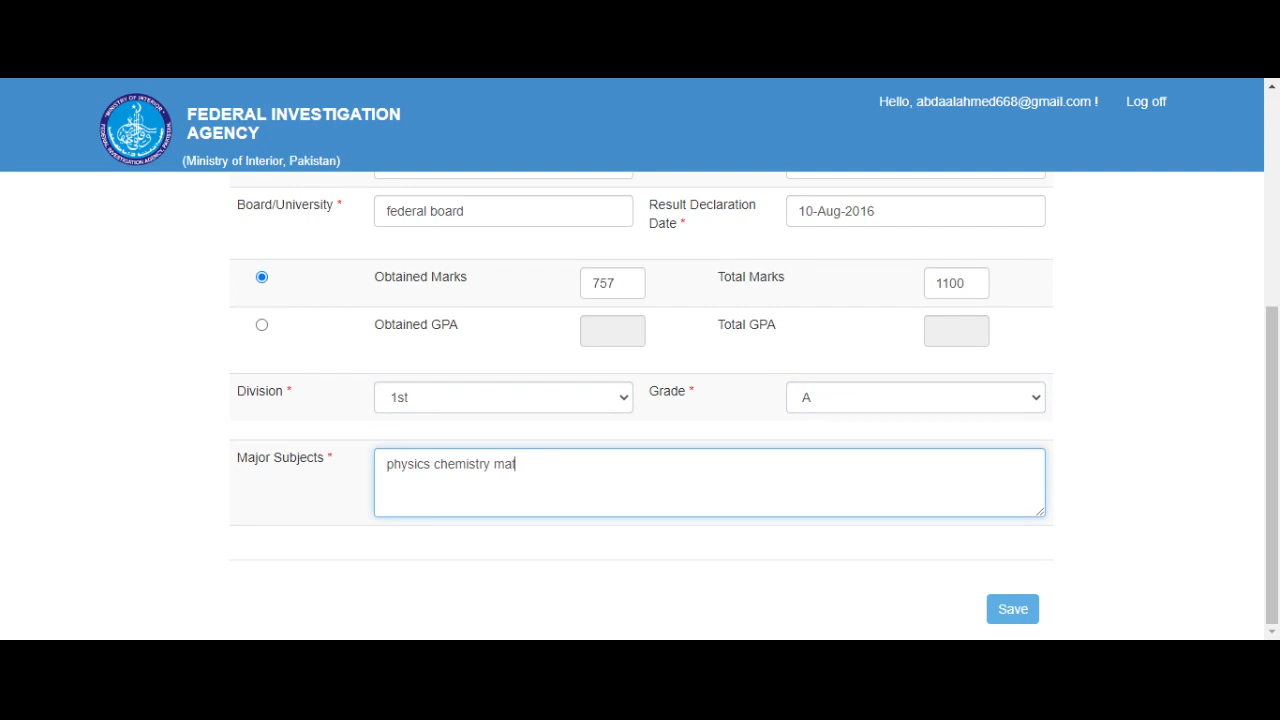 Hello, abdaalahmed668@gmail.com !
Log off
FEDERAL INVESTIGATION
AGENCY
(Ministry of Interior, Pakistan)
Board/University *
federal board
Result Declaration
Date *
10-Aug-2016
Obtained Marks
757
Total Marks
1100
Obtained GPA
Total GPA
Division *
1st
Grade *
A
Major Subjects *
physics chemistry mat
Save